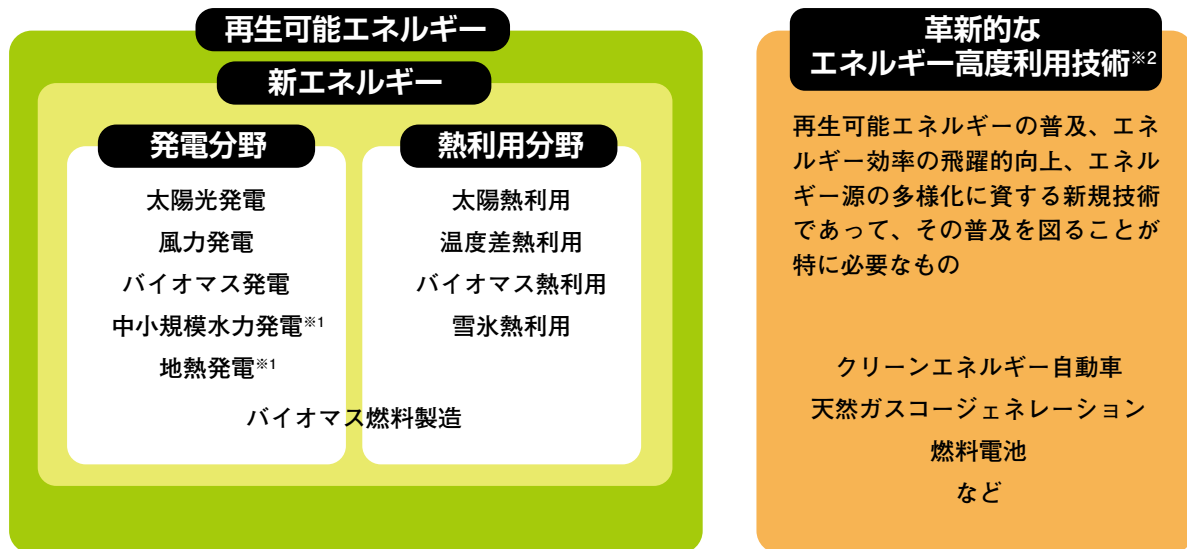 再生可能エネルギー
新エネルギー
発電分野
太陽光発電
風力発電
バイオマス発電
中小規模水力発電※1
地熱発電※1
熱利用分野
太陽熱利用
温度差熱利用
バイオマス熱利用
雪氷熱利用
バイオマス燃料製造
革新的な
エネルギー高度利用技術※2
再生可能エネルギーの普及、エネ
ルギー効率の飛躍的向上、エネル
ギー源の多様化に資する新規技術
であって、その普及を図ることが
特に必要なもの
クリーンエネルギー自動車
天然ガスコージェネレーション
燃料電池
など